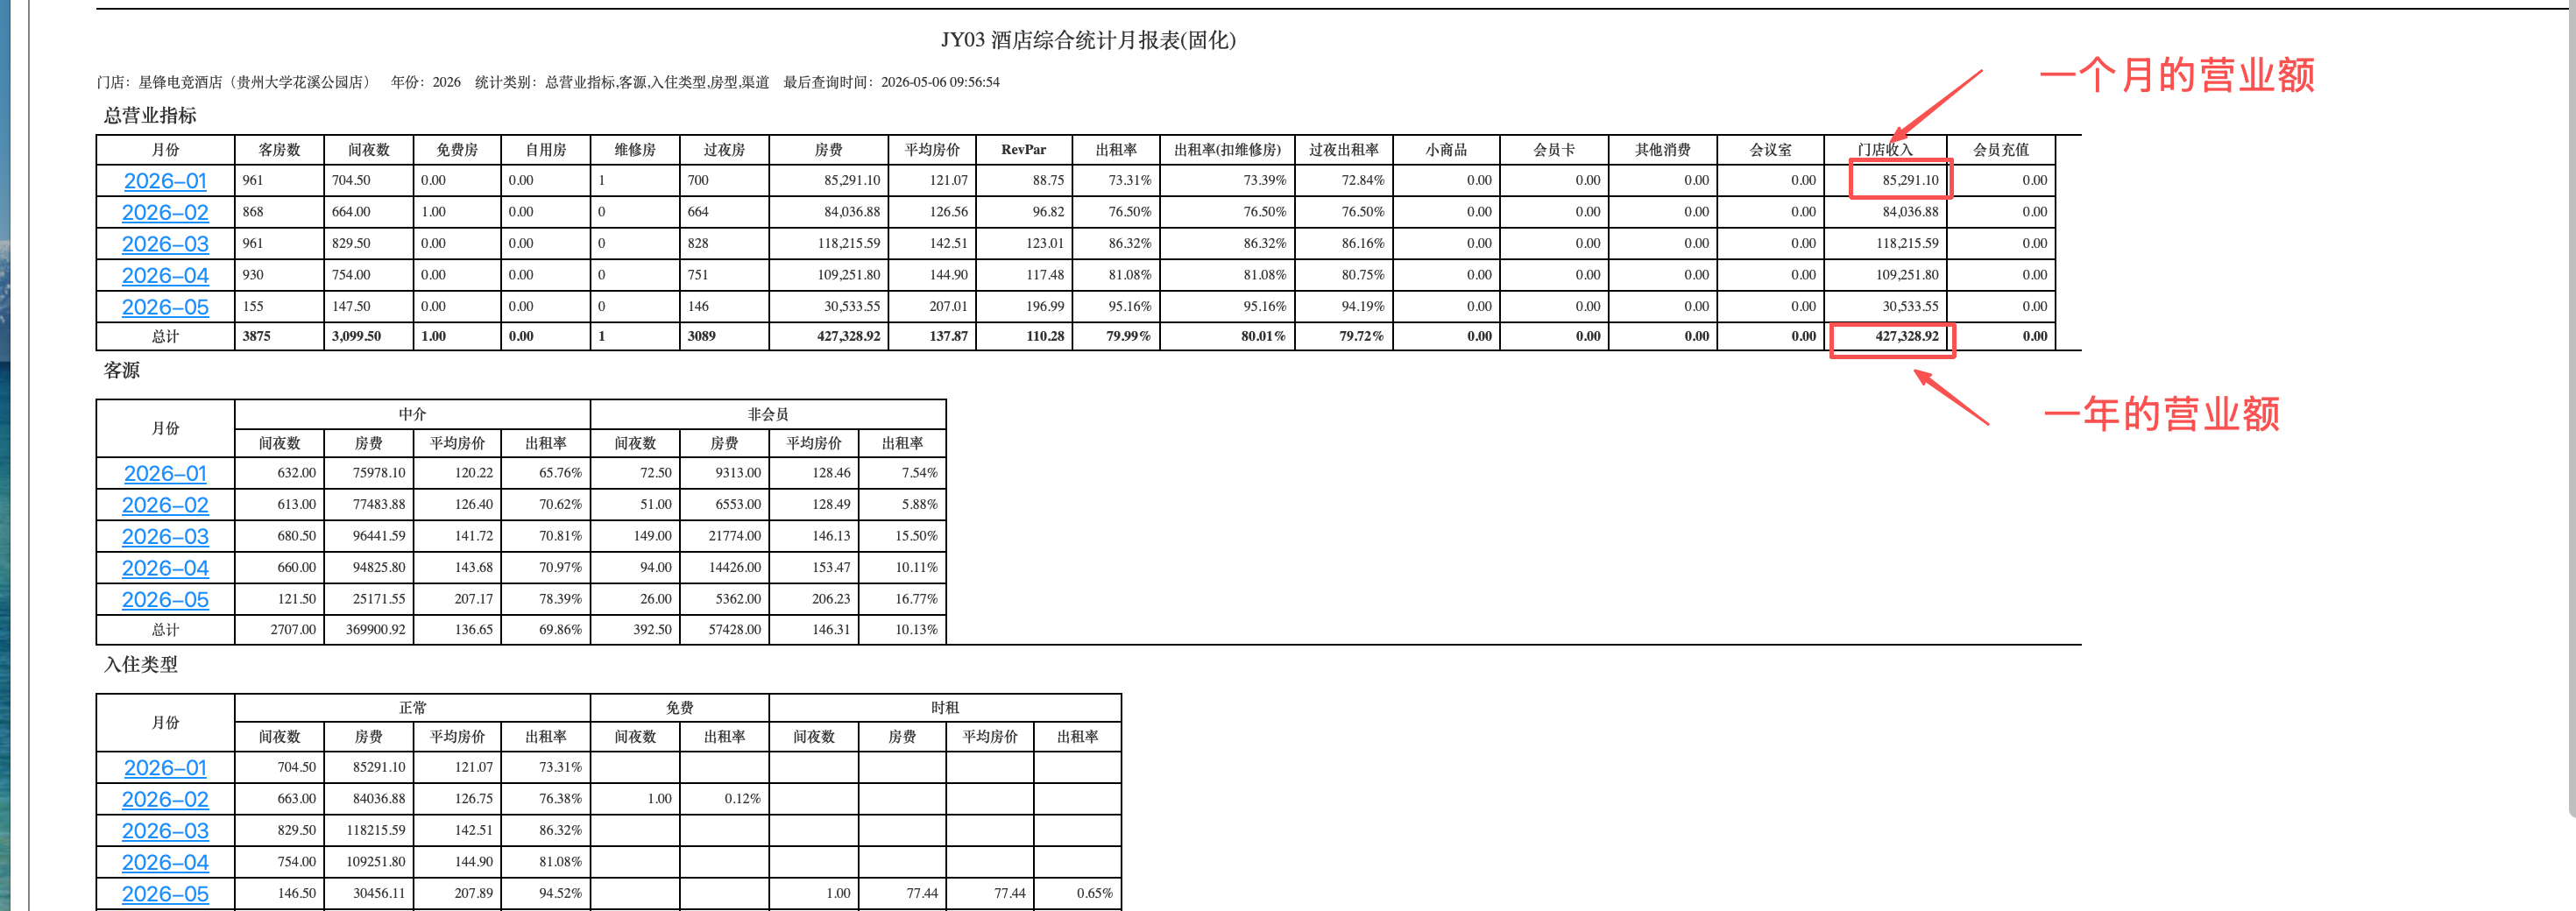 JY03 酒店综合统计月报表(固化)
一个月的营业额
门店：星锋电竞酒店（贵州大学花溪公园店） 年份：2026 统计类别：总营业指标,客源,入住类型,房型,渠道 最后查询时间：2026-05-06 09:56:54
总营业指标
月份 客房数 间夜数 免费房 自用房 维修房 过夜房 房费 平均房价 RevPar 出租率 出租率(扣维修房) 过夜出租率 小商品 会员卡 其他消费 会议室 门店收入 会员充值
2026-01 961 704.50 0.00 0.00 1 700 85,291.10 121.07 88.75 73.31% 73.39% 72.84% 0.00 0.00 0.00 0.00 85,291.10 0.00
2026-02 868 664.00 1.00 0.00 0 664 84,036.88 126.56 96.82 76.50% 76.50% 76.50% 0.00 0.00 0.00 0.00 84,036.88 0.00
2026-03 961 829.50 0.00 0.00 0 828 118,215.59 142.51 123.01 86.32% 86.32% 86.16% 0.00 0.00 0.00 0.00 118,215.59 0.00
2026-04 930 754.00 0.00 0.00 0 751 109,251.80 144.90 117.48 81.08% 81.08% 80.75% 0.00 0.00 0.00 0.00 109,251.80 0.00
2026-05 155 147.50 0.00 0.00 0 146 30,533.55 207.01 196.99 95.16% 95.16% 94.19% 0.00 0.00 0.00 0.00 30,533.55 0.00
总计 3875 3,099.50 1.00 0.00 1 3089 427,328.92 137.87 110.28 79.99% 80.01% 79.72% 0.00 0.00 0.00 0.00 427,328.92 0.00
一年的营业额
客源
月份 中介 非会员
间夜数 房费 平均房价 出租率 间夜数 房费 平均房价 出租率
2026-01 632.00 75978.10 120.22 65.76% 72.50 9313.00 128.46 7.54%
2026-02 613.00 77483.88 126.40 70.62% 51.00 6553.00 128.49 5.88%
2026-03 680.50 96441.59 141.72 70.81% 149.00 21774.00 146.13 15.50%
2026-04 660.00 94825.80 143.68 70.97% 94.00 14426.00 153.47 10.11%
2026-05 121.50 25171.55 207.17 78.39% 26.00 5362.00 206.23 16.77%
总计 2707.00 369900.92 136.65 69.86% 392.50 57428.00 146.31 10.13%
入住类型
月份 正常 免费 时租
间夜数 房费 平均房价 出租率 间夜数 出租率 间夜数 房费 平均房价 出租率
2026-01 704.50 85291.10 121.07 73.31%
2026-02 663.00 84036.88 126.75 76.38% 1.00 0.12%
2026-03 829.50 118215.59 142.51 86.32%
2026-04 754.00 109251.80 144.90 81.08%
2026-05 146.50 30456.11 207.89 94.52% 1.00 77.44 77.44 0.65%